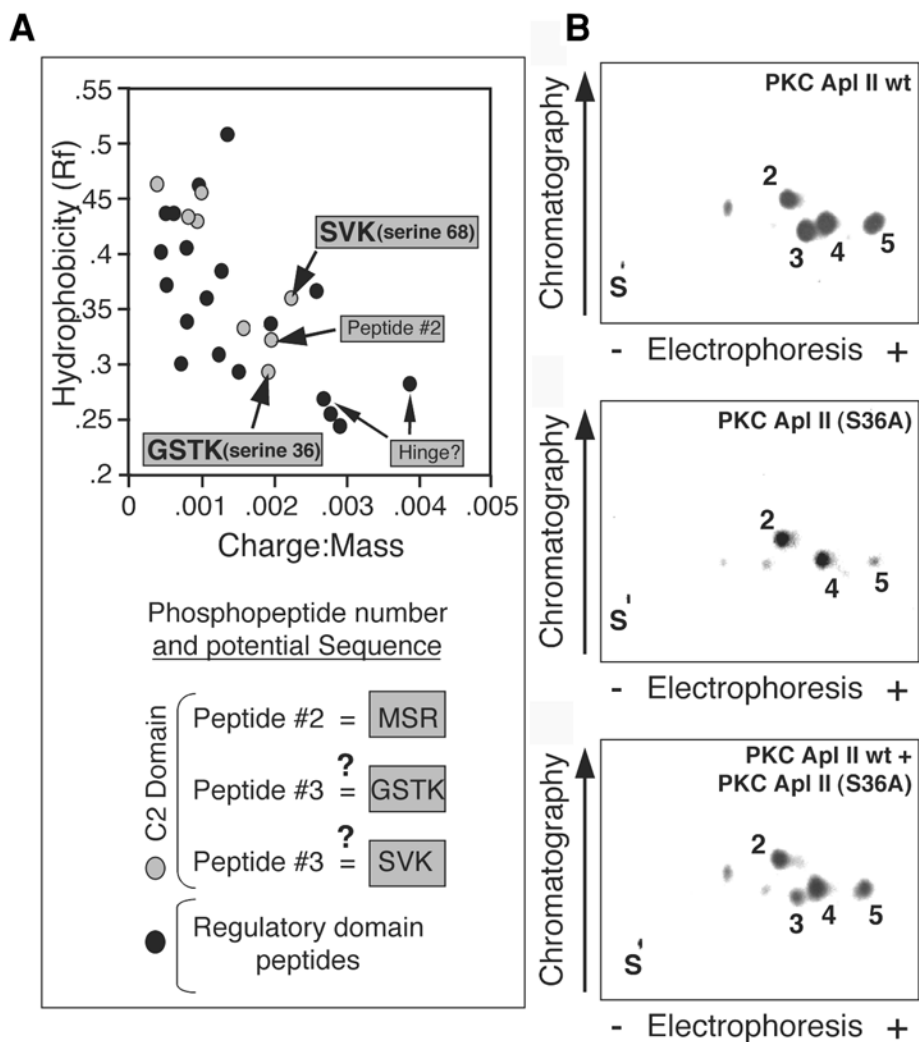 A
Hydrophobicity (Rf)
.55
.5
.45
.4
.35
.3
.25
.2
SVK(serine 68)
Peptide #2
GSTK(serine 36)
Hinge?
0
.001
.002
.003
.004
.005
Charge:Mass
Phosphopeptide number
and potential Sequence
C2 Domain
Peptide #2 = MSR
?
Peptide #3 = GSTK
?
Peptide #3 = SVK
Regulatory domain
peptides
B
Chromatography
PKC Apl II wt
2
3
4
5
S
- Electrophoresis +
Chromatography
PKC Apl II (S36A)
2
4
5
S
- Electrophoresis +
Chromatography
PKC Apl II wt +
PKC Apl II (S36A)
2
3
4
5
S
- Electrophoresis +